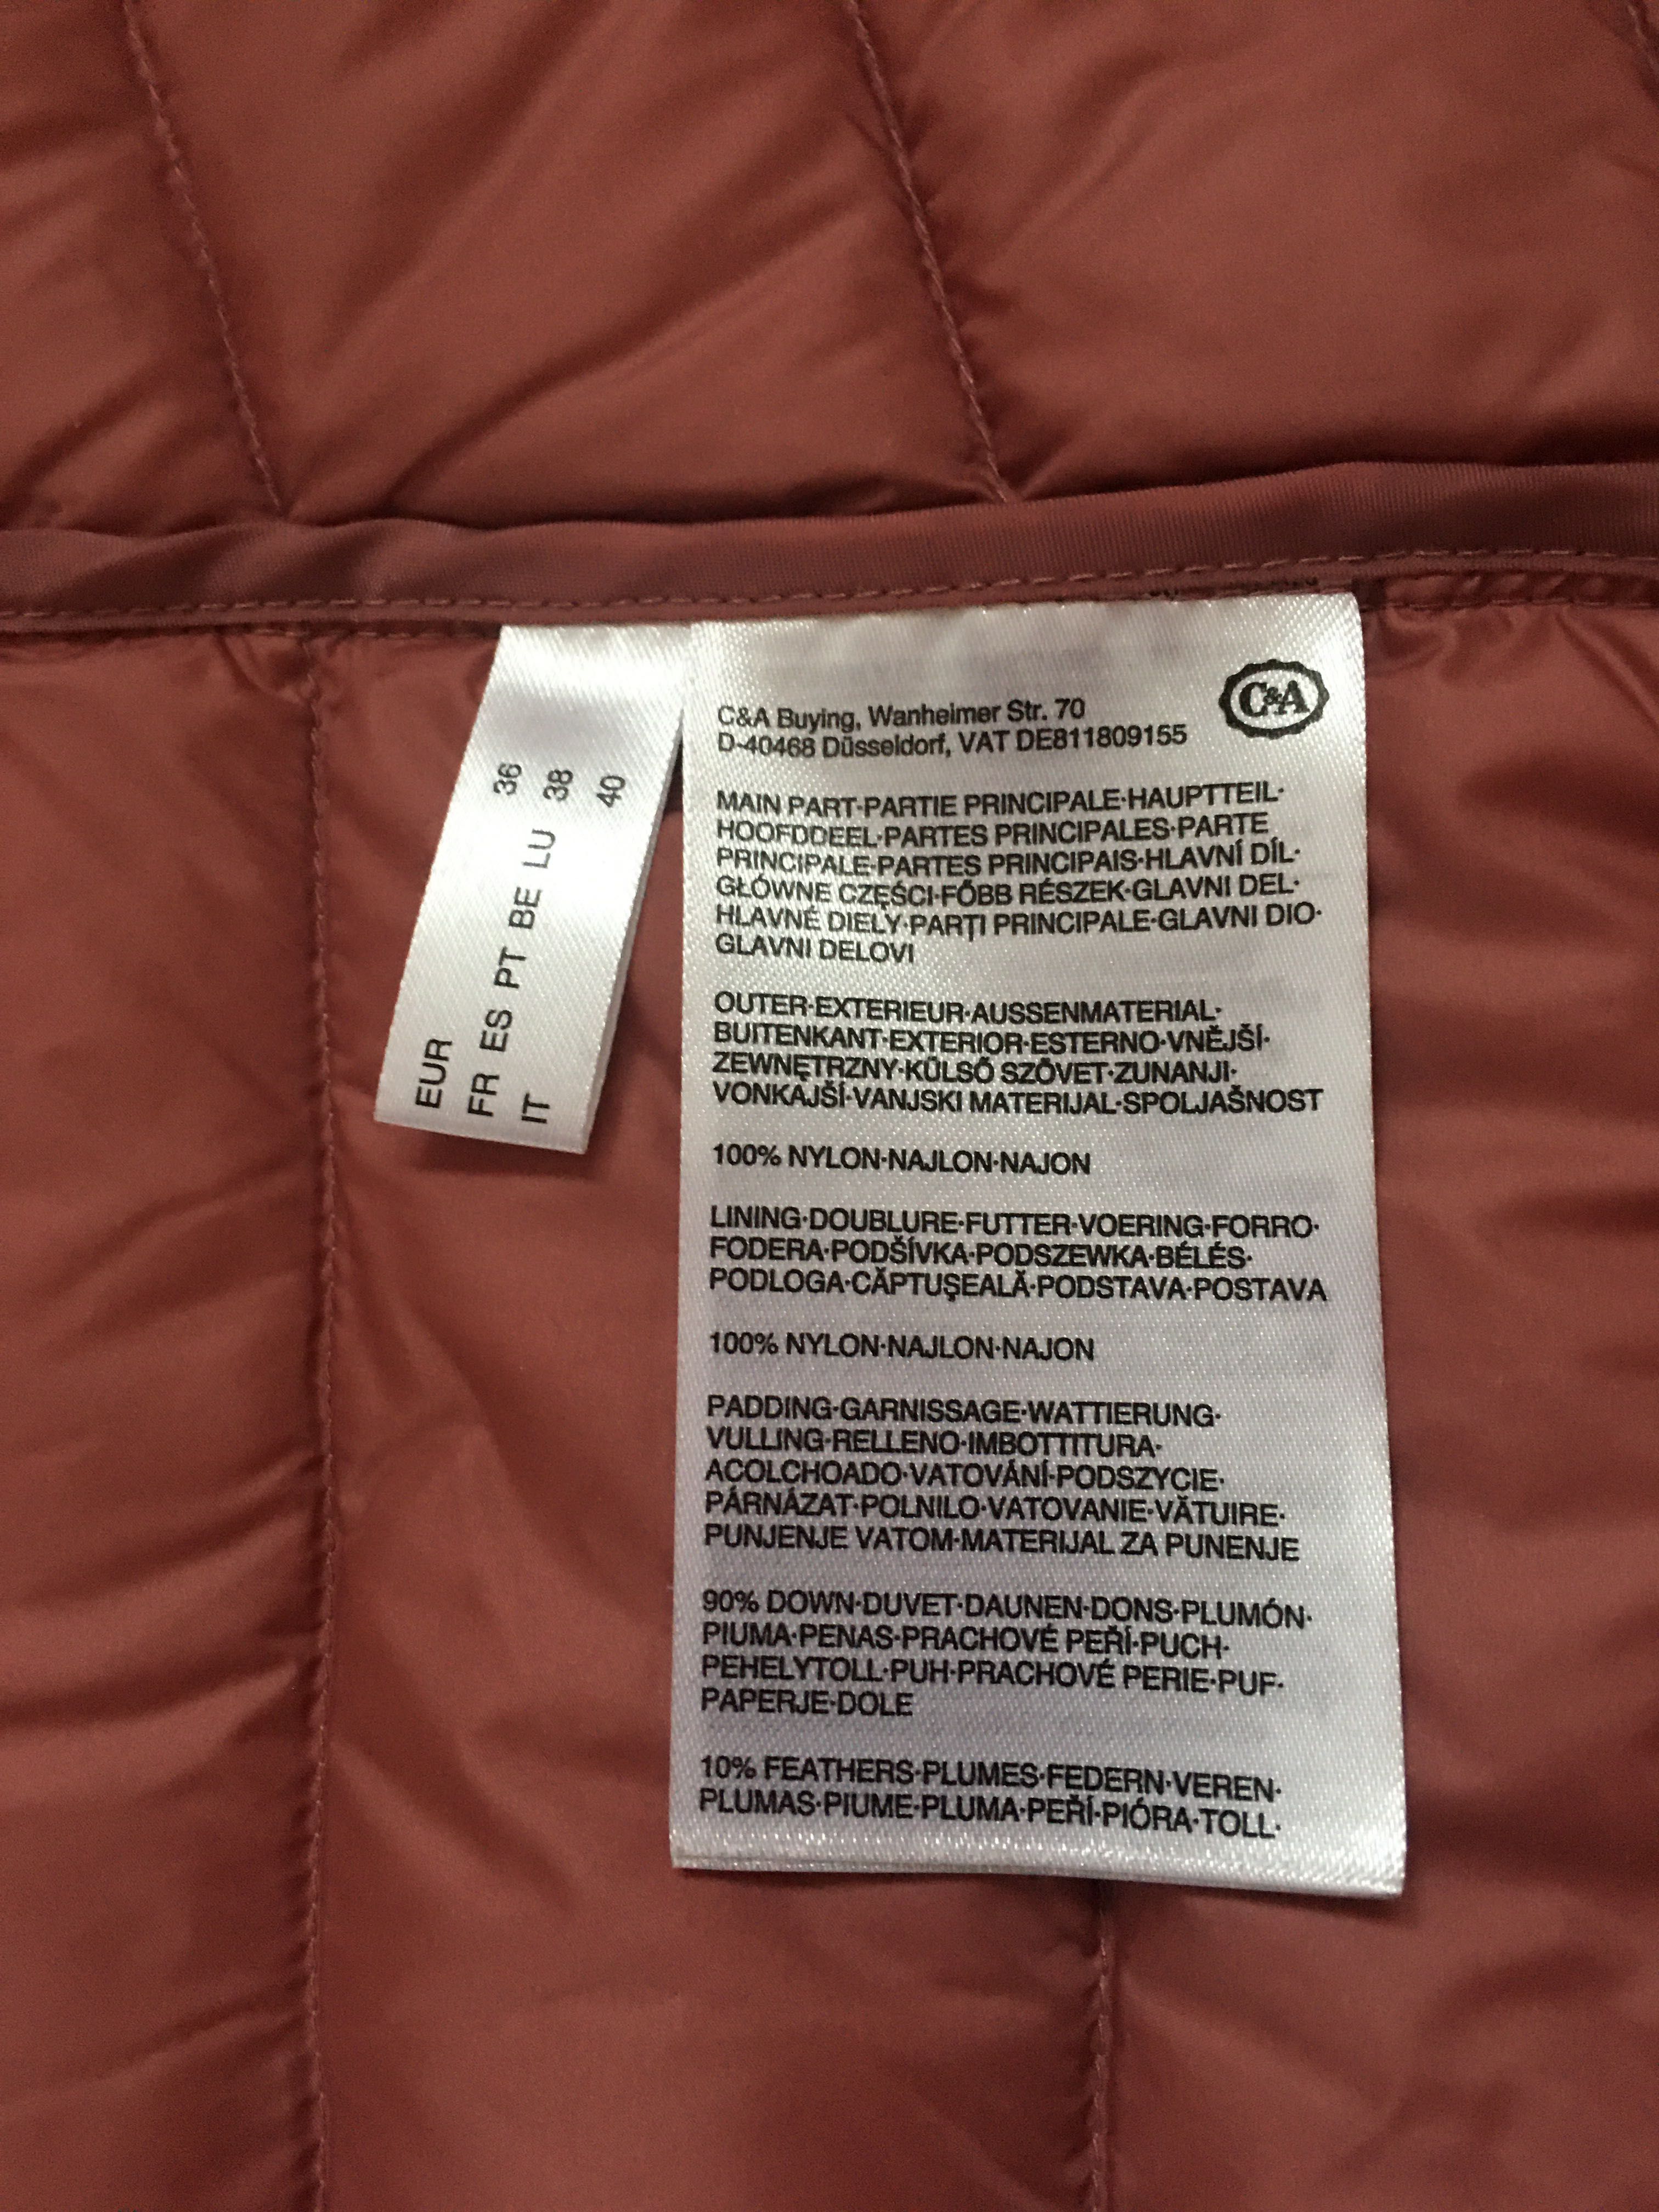 EUR 36
FR ES PT BE LU 38
IT 40
C&A
C&A Buying, Wanheimer Str. 70
D-40468 Düsseldorf, VAT DE811809155
MAIN PART·PARTIE PRINCIPALE·HAUPTTEIL·
HOOFDDEEL·PARTES PRINCIPALES·PARTE
PRINCIPALE·PARTES PRINCIPAIS·HLAVNÍ DÍL·
GŁÓWNE CZĘŚCI·FŐBB RÉSZEK·GLAVNI DEL·
HLAVNÉ DIELY·PARŢI PRINCIPALE·GLAVNI DIO·
GLAVNI DELOVI
OUTER·EXTERIEUR·AUSSENMATERIAL·
BUITENKANT·EXTERIOR·ESTERNO·VNĚJŠÍ·
ZEWNĘTRZNY·KÜLSŐ SZÖVET·ZUNANJI·
VONKAJŠÍ·VANJSKI MATERIJAL·SPOLJAŠNOST
100% NYLON·NAJLON·NAJON
LINING·DOUBLURE·FUTTER·VOERING·FORRO·
FODERA·PODŠÍVKA·PODSZEWKA·BÉLÉS·
PODLOGA·CĂPTUŞEALĂ·PODSTAVA·POSTAVA
100% NYLON·NAJLON·NAJON
PADDING·GARNISSAGE·WATTIERUNG·
VULLING·RELLENO·IMBOTTITURA·
ACOLCHOADO·VATOVÁNÍ·PODSZYCIE·
PÁRNÁZAT·POLNILO·VATOVANIE·VĂTUIRE·
PUNJENJE VATOM·MATERIJAL ZA PUNENJE
90% DOWN·DUVET·DAUNEN·DONS·PLUMÓN·
PIUMA·PENAS·PRACHOVÉ PEŘÍ·PUCH·
PEHELYTOLL·PUH·PRACHOVÉ PERIE·PUF·
PAPERJE·DOLE
10% FEATHERS·PLUMES·FEDERN·VEREN·
PLUMAS·PIUME·PLUMA·PEŘÍ·PIÓRA·TOLL·